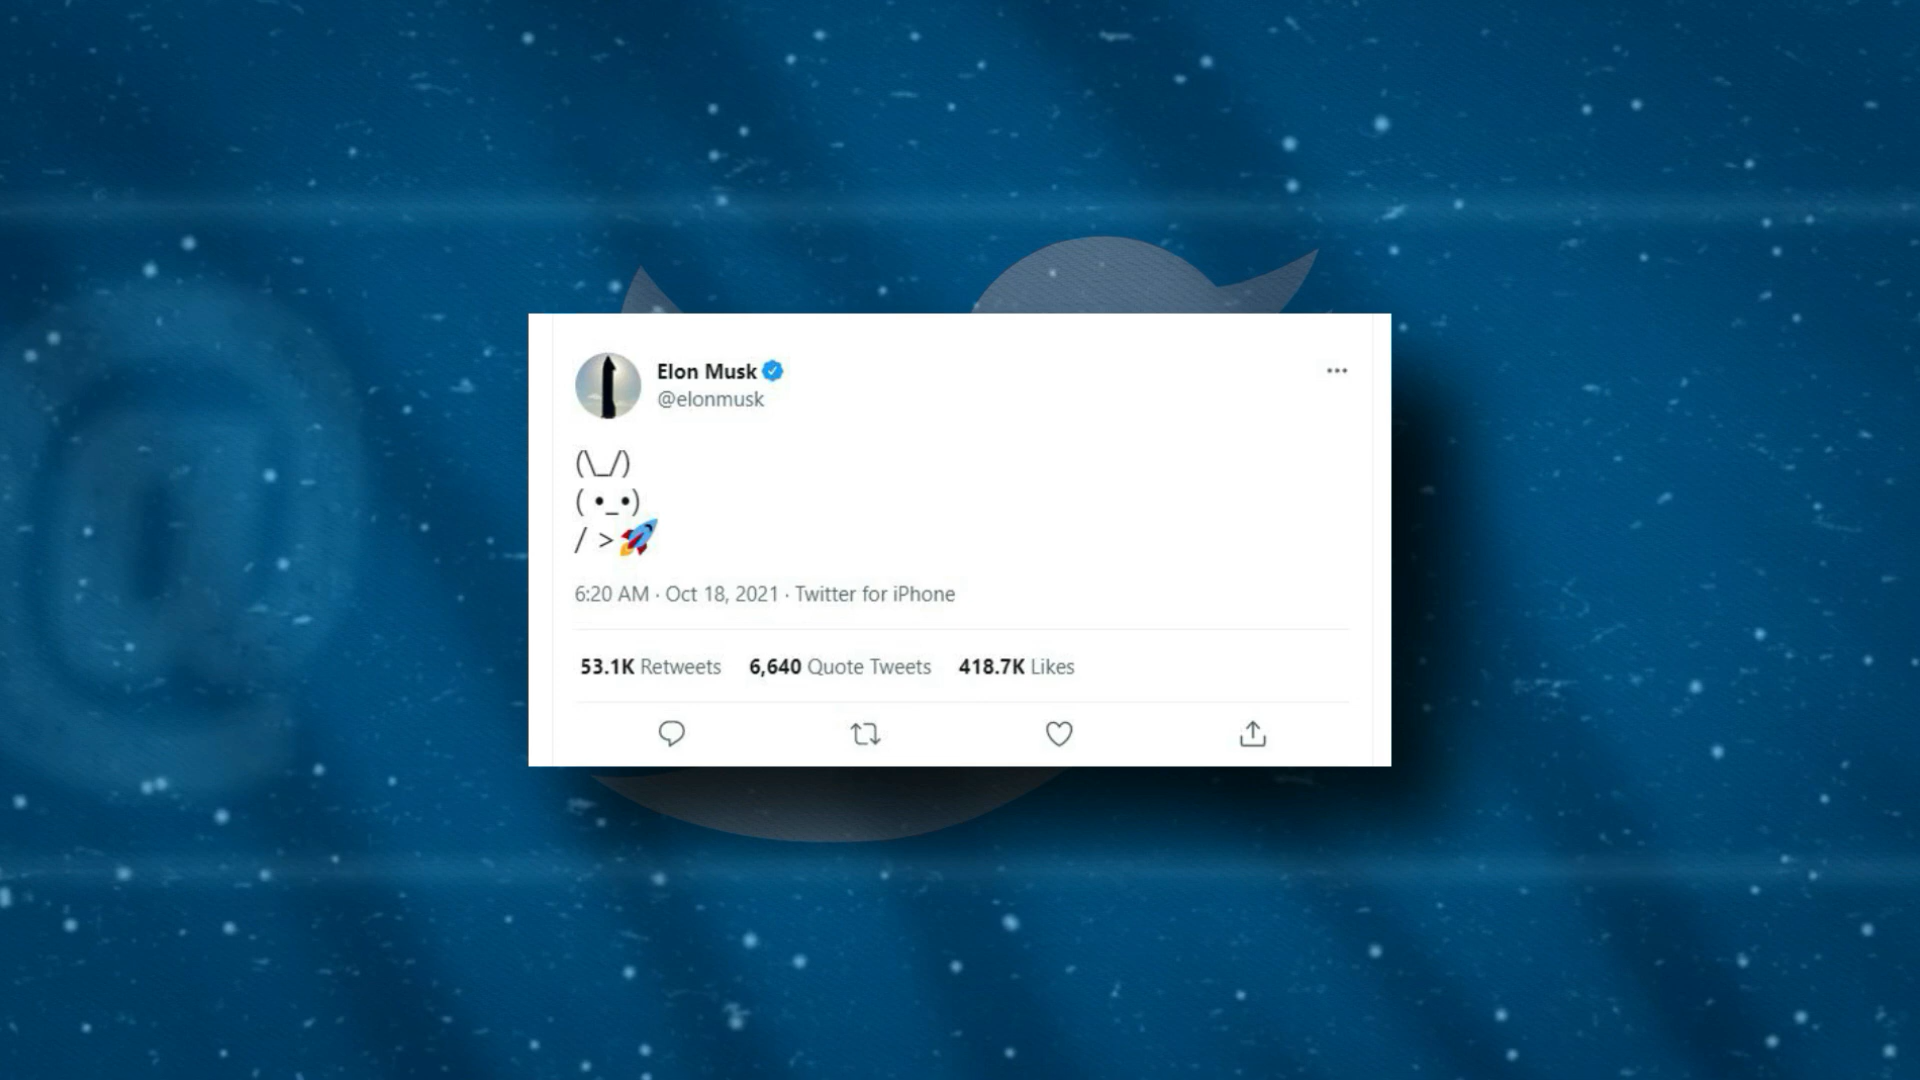 Elon Musk
@elonmusk
(\_/)
( •_•)
/ >🚀
6:20 AM · Oct 18, 2021 · Twitter for iPhone
53.1K Retweets 6,640 Quote Tweets 418.7K Likes
@